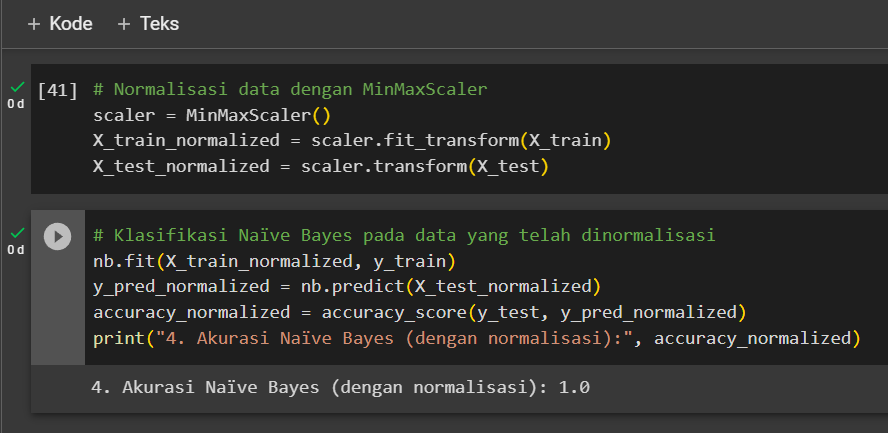 + Kode + Teks
[41] # Normalisasi data dengan MinMaxScaler
0 d
scaler = MinMaxScaler()
X_train_normalized = scaler.fit_transform(X_train)
X_test_normalized = scaler.transform(X_test)
# Klasifikasi Naïve Bayes pada data yang telah dinormalisasi
0 d
nb.fit(X_train_normalized, y_train)
y_pred_normalized = nb.predict(X_test_normalized)
accuracy_normalized = accuracy_score(y_test, y_pred_normalized)
print("4. Akurasi Naïve Bayes (dengan normalisasi):", accuracy_normalized)
4. Akurasi Naïve Bayes (dengan normalisasi): 1.0